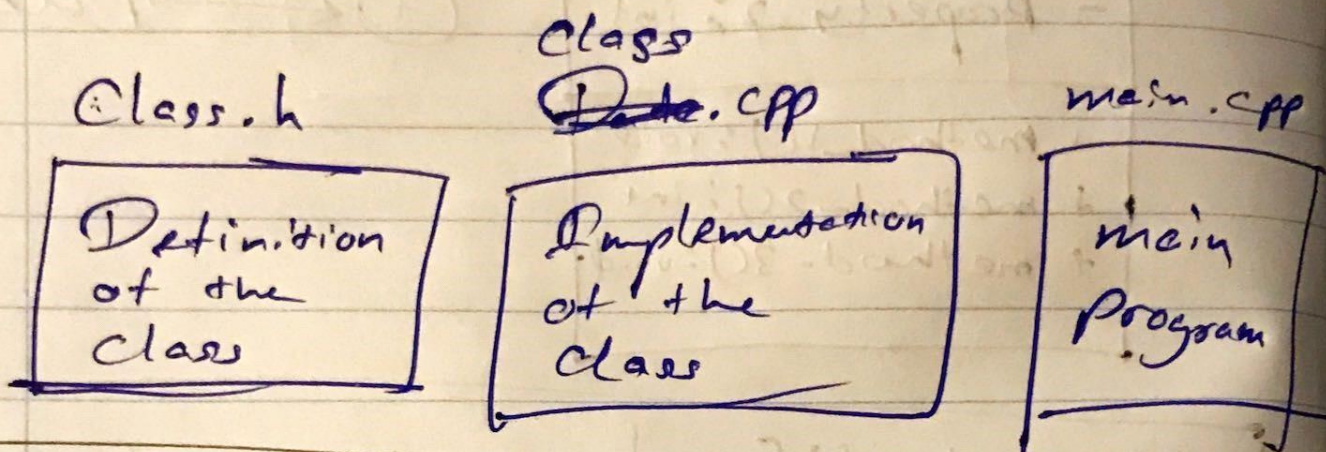 Class.h
Definition
of the
Class
Class
.cpp
Implementation
of the
Class
main.cpp
main
Program